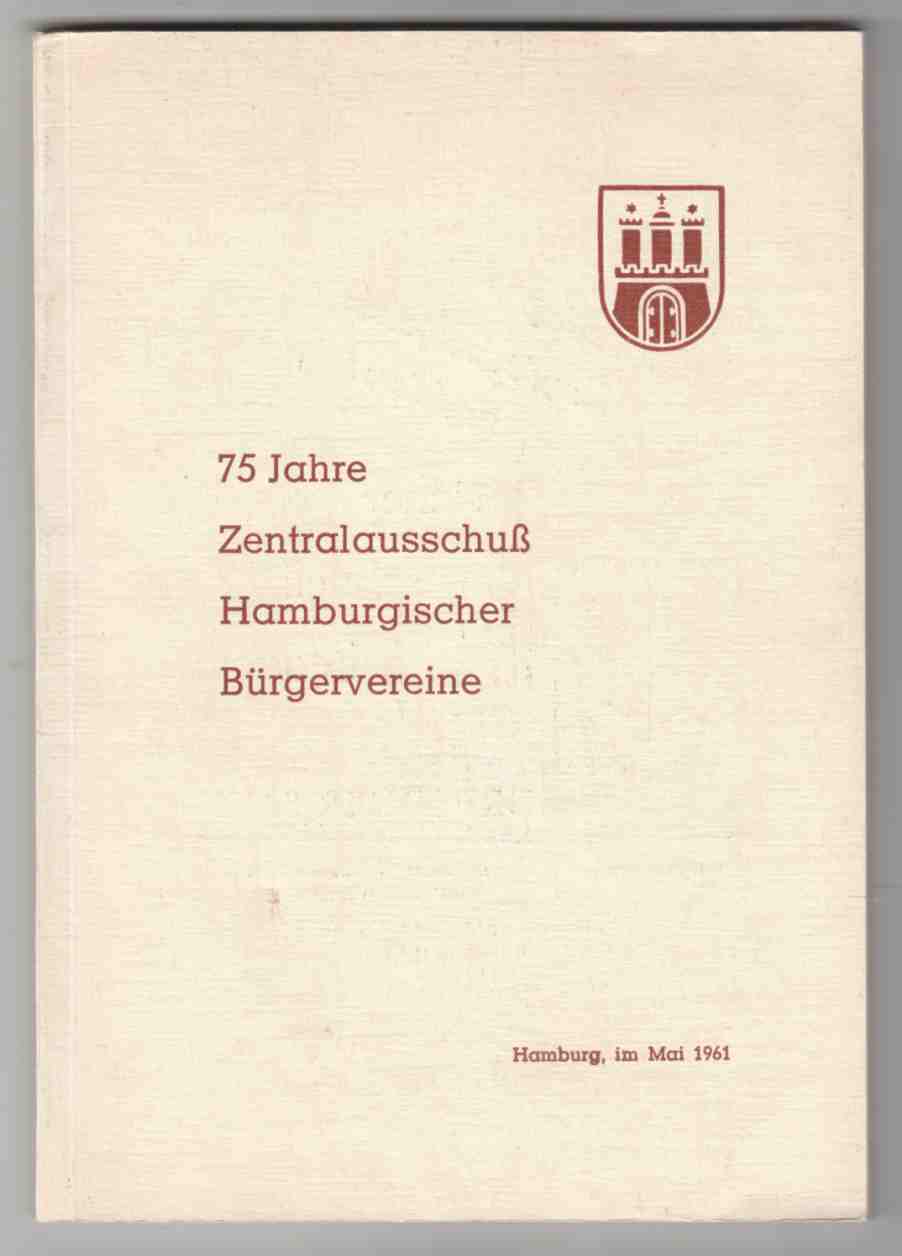 75 Jahre
Zentralausschuß
Hamburgischer
Bürgervereine
Hamburg, im Mai 1961